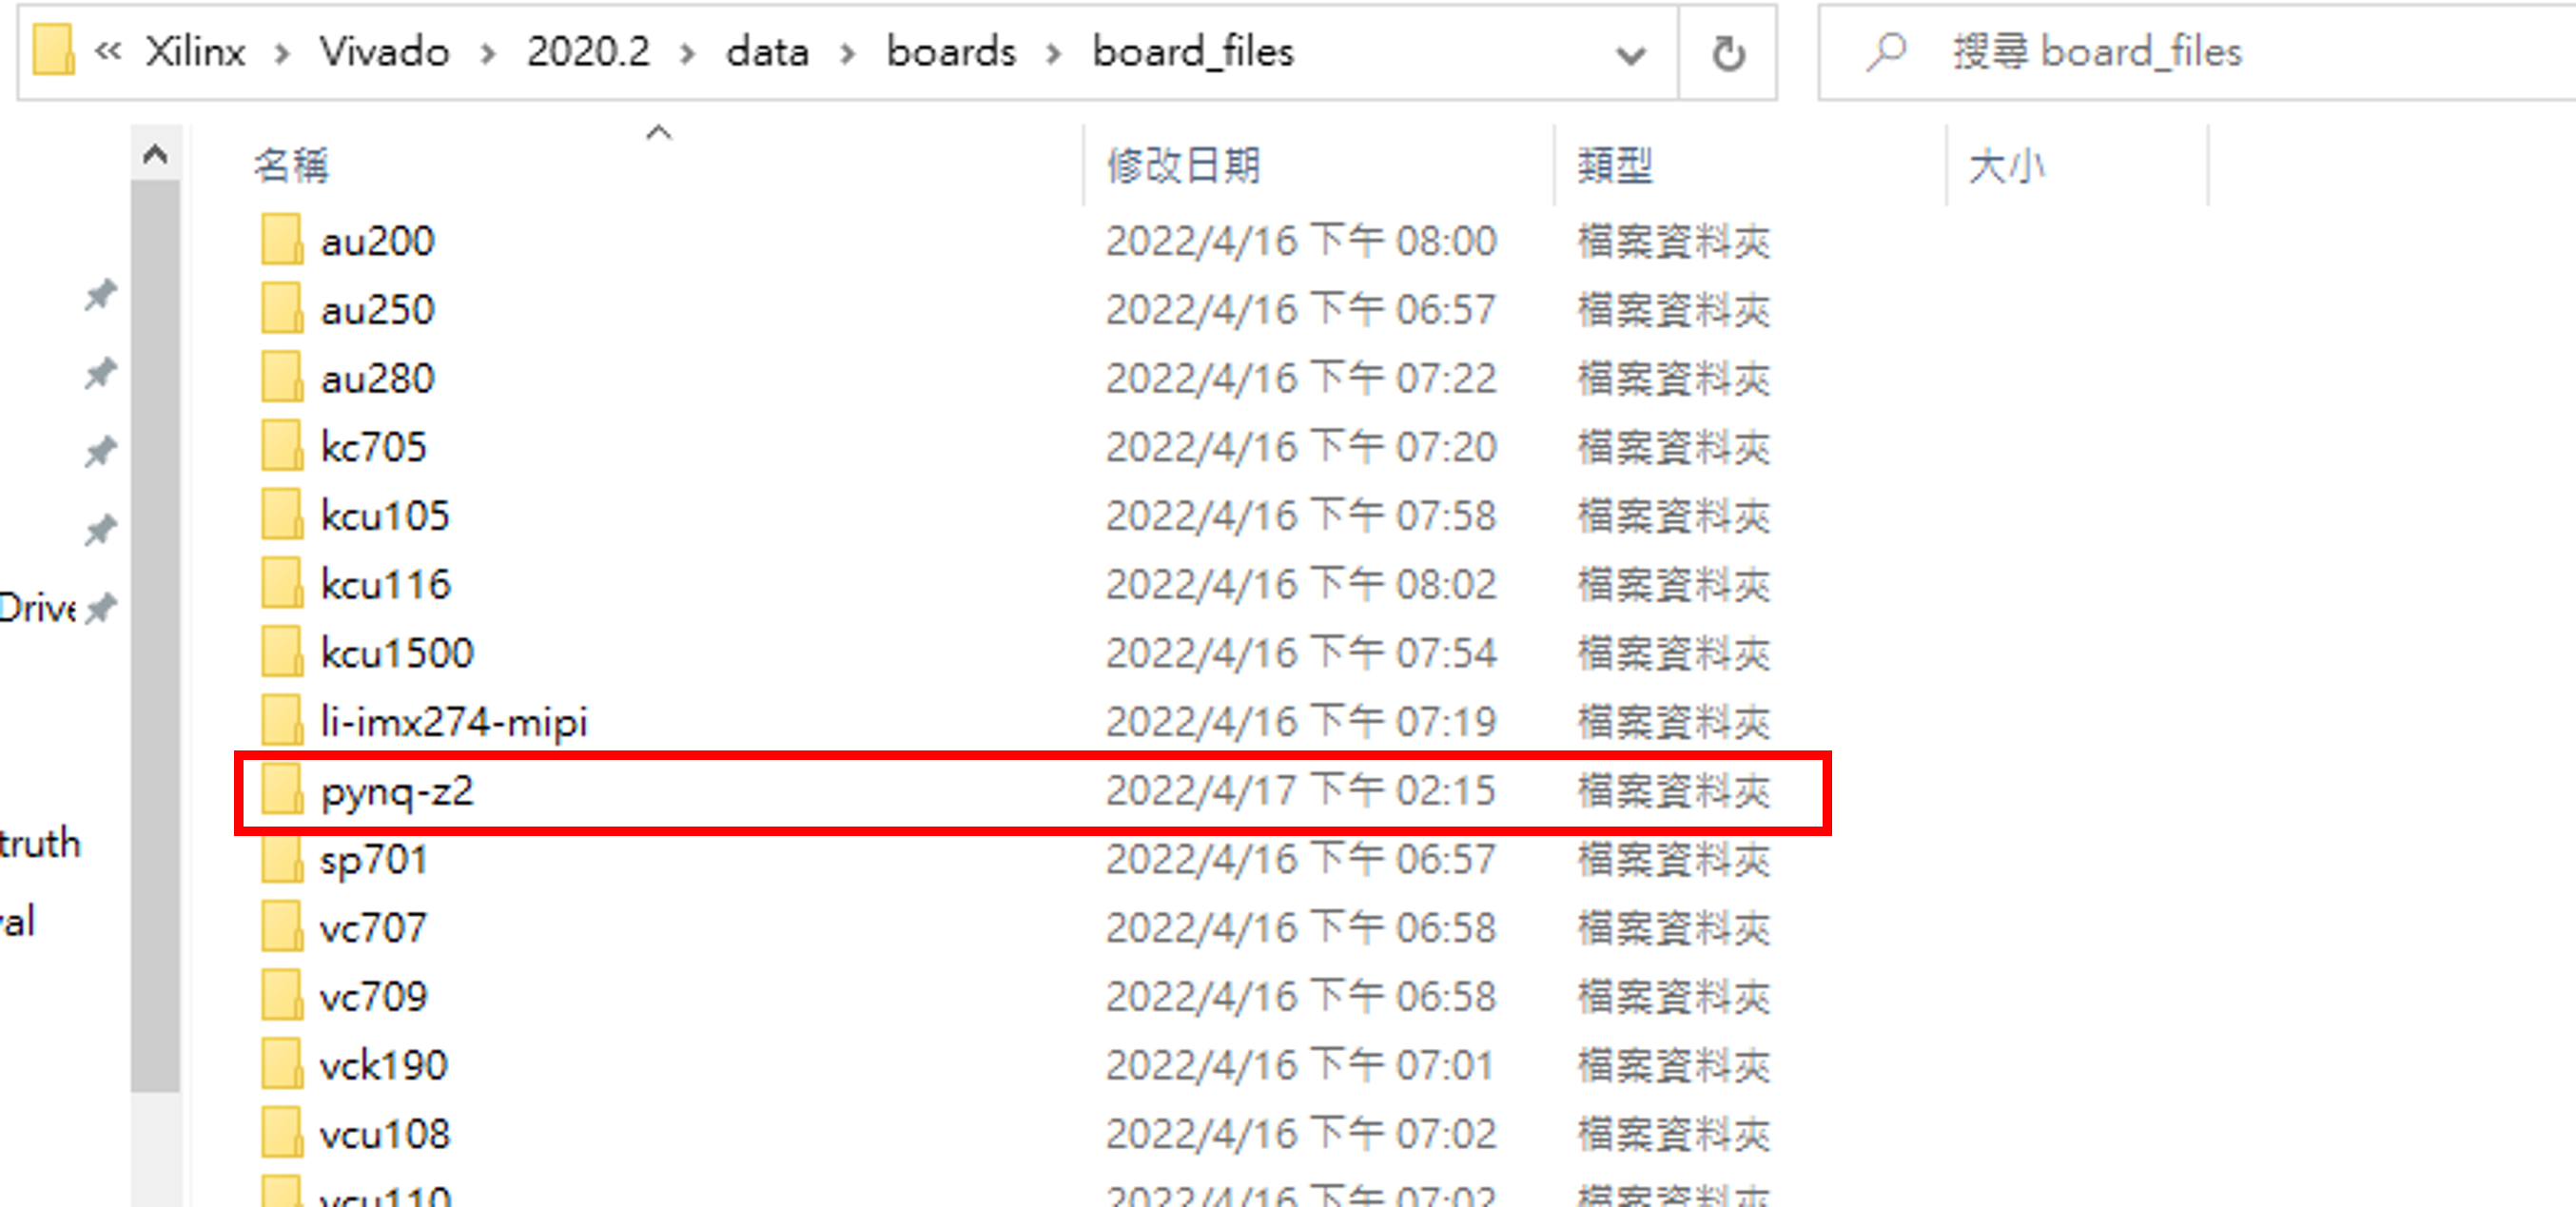 « Xilinx › Vivado › 2020.2 › data › boards › board_files
搜尋 board_files
名稱 修改日期 類型 大小
au200 2022/4/16 下午 08:00 檔案資料夾
au250 2022/4/16 下午 06:57 檔案資料夾
au280 2022/4/16 下午 07:22 檔案資料夾
kc705 2022/4/16 下午 07:20 檔案資料夾
kcu105 2022/4/16 下午 07:58 檔案資料夾
kcu116 2022/4/16 下午 08:02 檔案資料夾
Drive
kcu1500 2022/4/16 下午 07:54 檔案資料夾
li-imx274-mipi 2022/4/16 下午 07:19 檔案資料夾
pynq-z2 2022/4/17 下午 02:15 檔案資料夾
truth
sp701 2022/4/16 下午 06:57 檔案資料夾
val
vc707 2022/4/16 下午 06:58 檔案資料夾
vc709 2022/4/16 下午 06:58 檔案資料夾
vck190 2022/4/16 下午 07:01 檔案資料夾
vcu108 2022/4/16 下午 07:02 檔案資料夾
vcu110 2022/4/16 下午 07:02 檔案資料夾